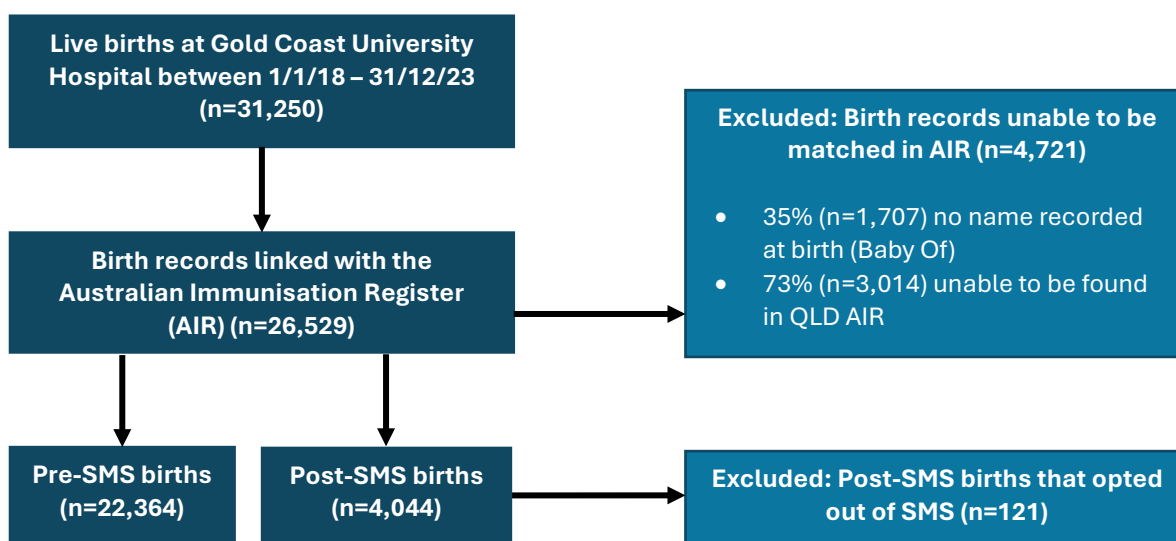 Live births at Gold Coast University
Hospital between 1/1/18 – 31/12/23
(n=31,250)
Excluded: Birth records unable to be
matched in AIR (n=4,721)
• 35% (n=1,707) no name recorded
at birth (Baby Of)
• 73% (n=3,014) unable to be found
in QLD AIR
Birth records linked with the
Australian Immunisation Register
(AIR) (n=26,529)
Pre-SMS births
(n=22,364)
Post-SMS births
(n=4,044)
Excluded: Post-SMS births that opted
out of SMS (n=121)